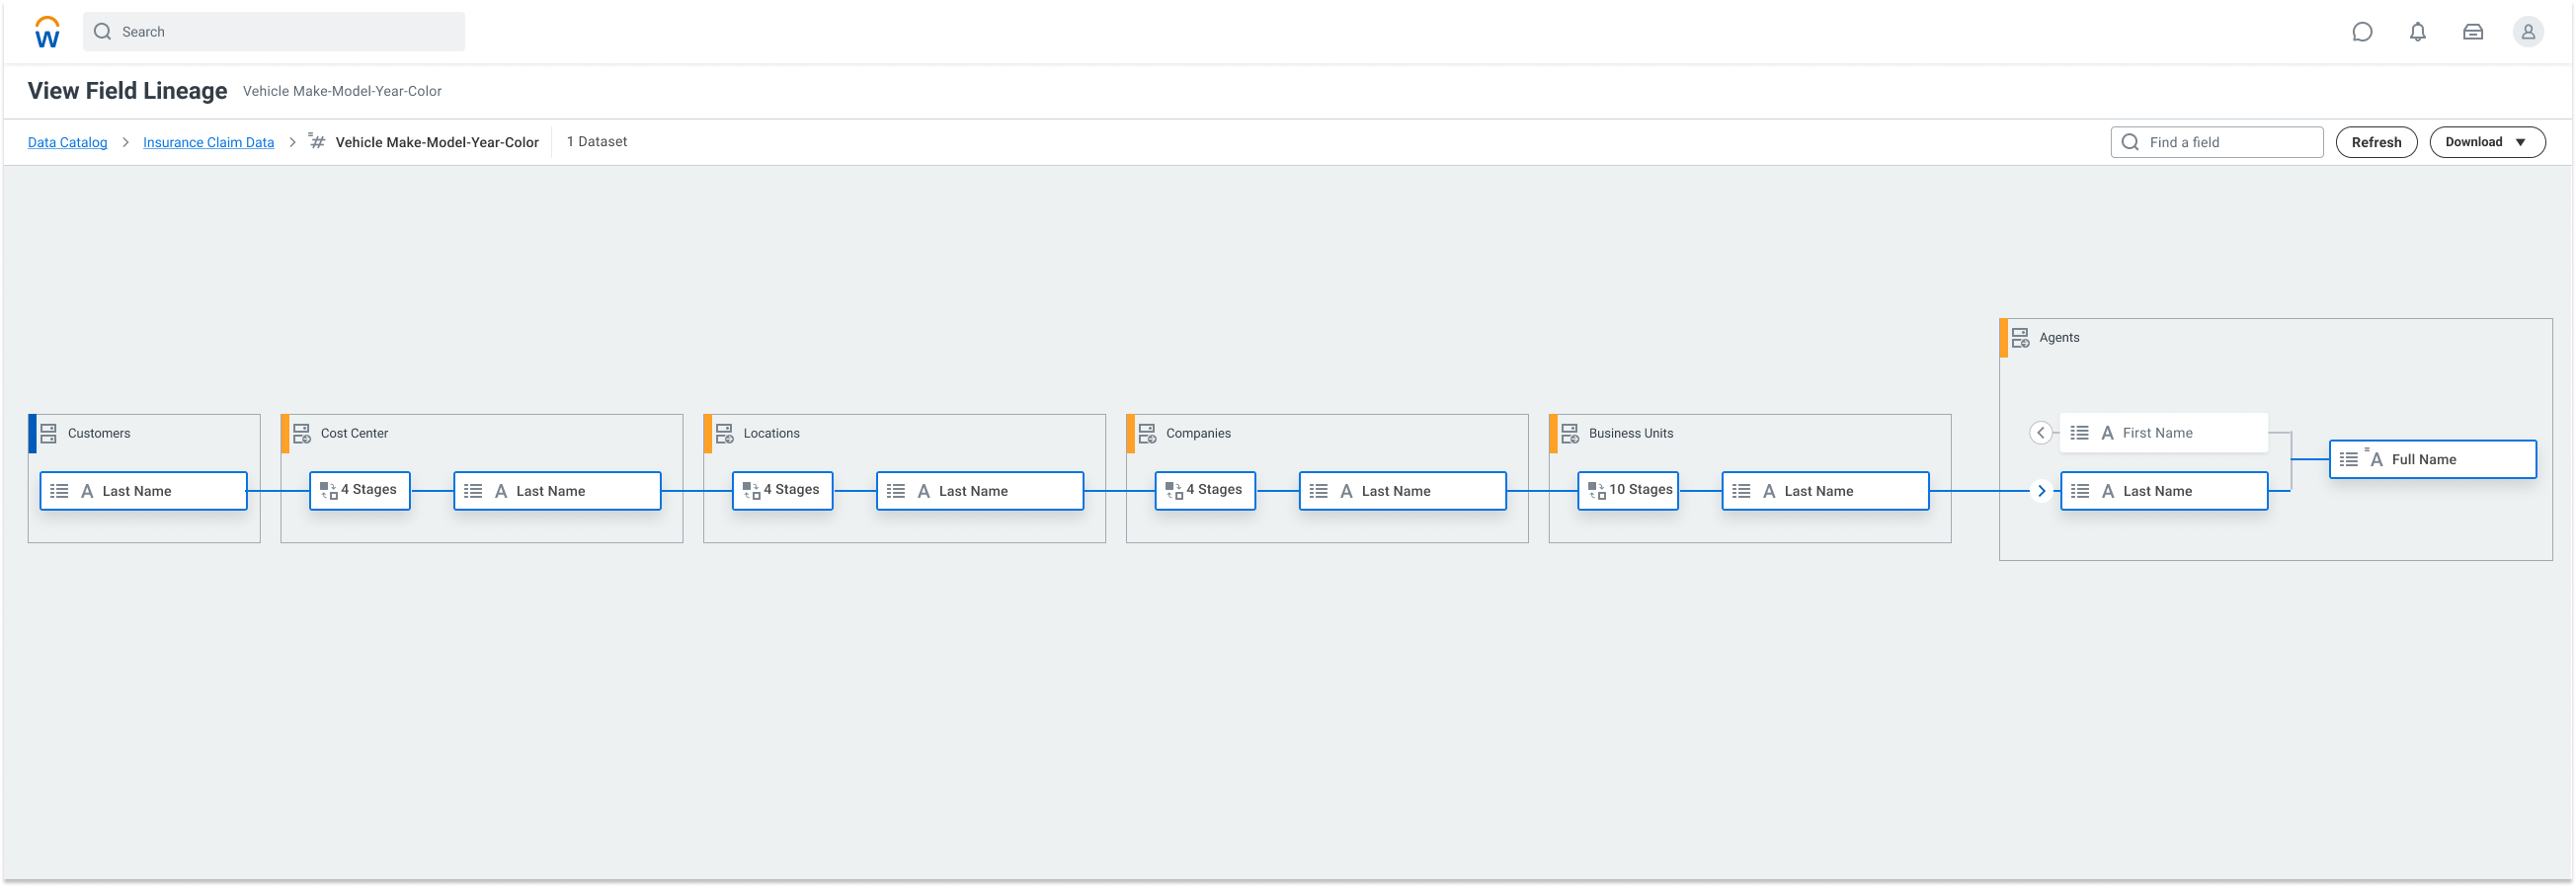 Search
View Field Lineage Vehicle Make-Model-Year-Color
Data Catalog Insurance Claim Data Vehicle Make-Model-Year-Color 1 Dataset Find a field Refresh Download
Agents
Customers Cost Center Locations Companies Business Units
A First Name
A Full Name
A Last Name 4 Stages A Last Name 4 Stages A Last Name 4 Stages A Last Name 10 Stages A Last Name A Last Name